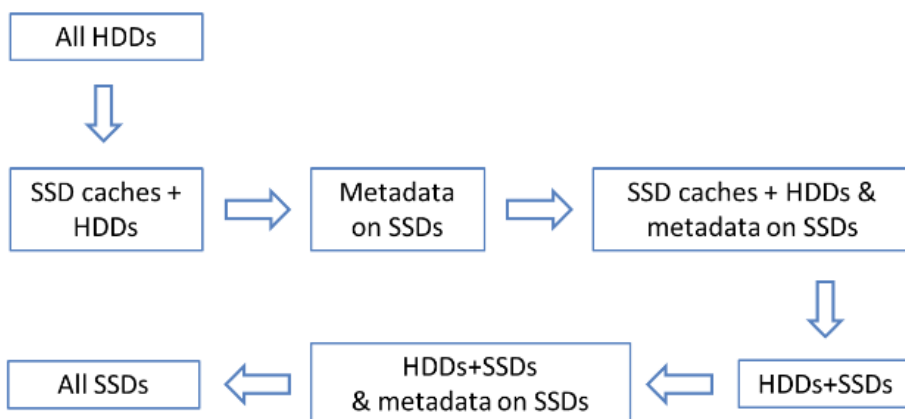 All HDDs
SSD caches +
HDDs
Metadata
on SSDs
SSD caches + HDDs &
metadata on SSDs
HDDs+SSDs
HDDs+SSDs
& metadata on SSDs
All SSDs